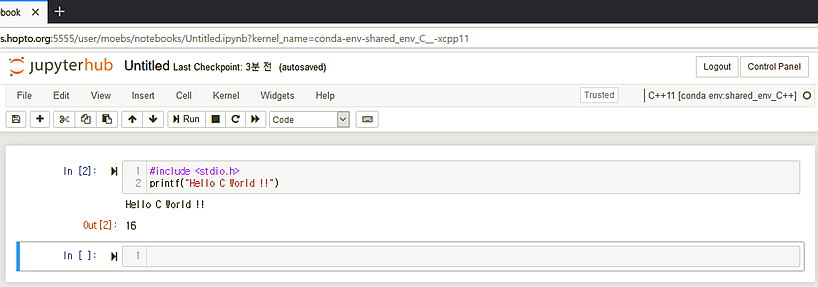 book
s.hopto.org:5555/user/moebs/notebooks/Untitled.ipynb?kernel_name=conda-env-shared_env_C__-xcpp11
jupyterhub Untitled Last Checkpoint: 3분 전 (autosaved) Logout Control Panel
File Edit View Insert Cell Kernel Widgets Help Trusted C++11 [conda env:shared_env_C++]
Run Code
In [2]: 1 #include <stdio.h>
2 printf("Hello C World !!")
Hello C World !!
Out[2]: 16
In [ ]: 1